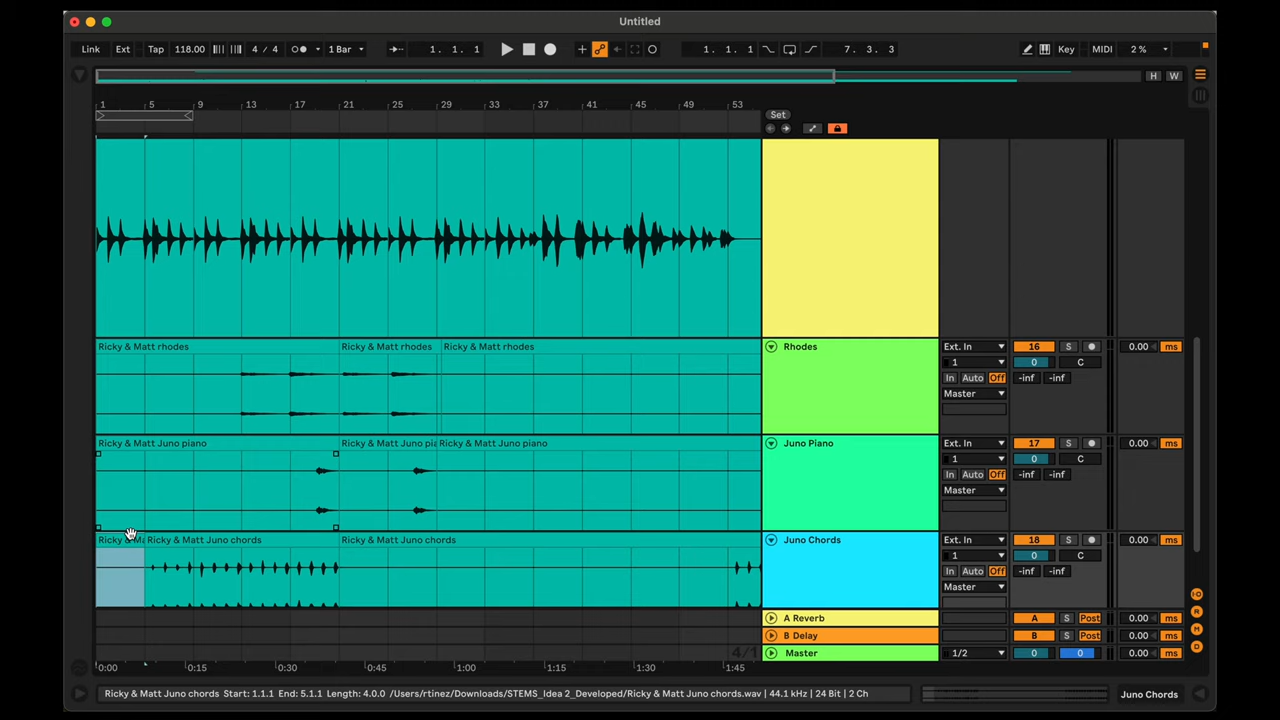 Untitled
Link Ext Tap 118.00 4 / 4 1 Bar 1. 1. 1 1. 1. 1 7. 3. 3 Key MIDI 2 %
H W
1 5 9 13 17 21 25 29 33 37 41 45 49 53
Set
Ricky & Matt rhodes Ricky & Matt rhodes Ricky & Matt rhodes Rhodes Ext. In 16 S 0.00 ms
1 0 C
In Auto Off -inf -inf
Master
Ricky & Matt Juno piano Ricky & Matt Juno pia Ricky & Matt Juno piano Juno Piano Ext. In 17 S 0.00 ms
1 0 C
In Auto Off -inf -inf
Master
Ricky & Ma Ricky & Matt Juno chords Ricky & Matt Juno chords Juno Chords Ext. In 18 S 0.00 ms
1 0 C
In Auto Off -inf -inf
Master
A Reverb A S Post 0.00 ms
B Delay B S Post 0.00 ms
4/1 Master 1/2 0 0 0.00 ms
0:00 0:15 0:30 0:45 1:00 1:15 1:30 1:45
Ricky & Matt Juno chords Start: 1.1.1 End: 5.1.1 Length: 4.0.0 /Users/rtinez/Downloads/STEMS_Idea 2_Developed/Ricky & Matt Juno chords.wav | 44.1 kHz | 24 Bit | 2 Ch Juno Chords